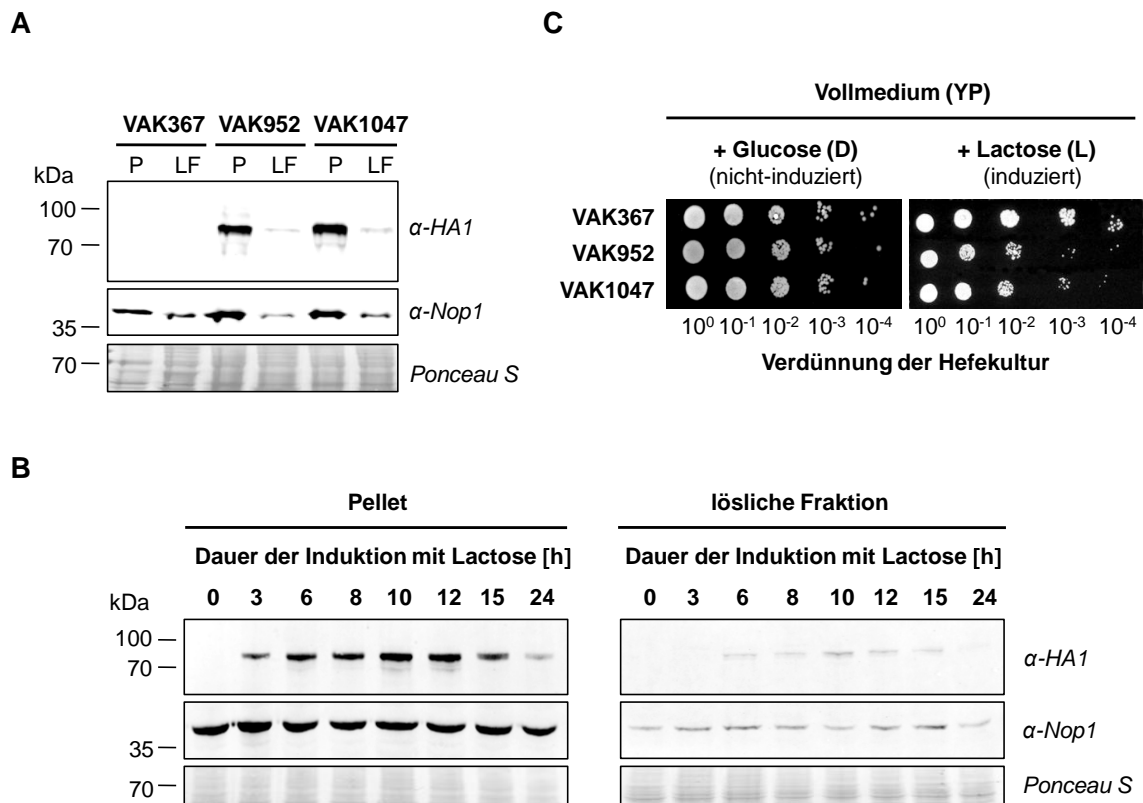 A
VAK367 VAK952 VAK1047
P LF P LF P LF
kDa
100
70
α-HA1
α-Nop1
35
70
Ponceau S
C
Vollmedium (YP)
+ Glucose (D) + Lactose (L)
(nicht-induziert) (induziert)
VAK367
VAK952
VAK1047
10⁰ 10⁻¹ 10⁻² 10⁻³ 10⁻⁴ 10⁰ 10⁻¹ 10⁻² 10⁻³ 10⁻⁴
Verdünnung der Hefekultur
B
Pellet lösliche Fraktion
Dauer der Induktion mit Lactose [h] Dauer der Induktion mit Lactose [h]
kDa 0 3 6 8 10 12 15 24 0 3 6 8 10 12 15 24
100
70
α-HA1
α-Nop1
35
70
Ponceau S